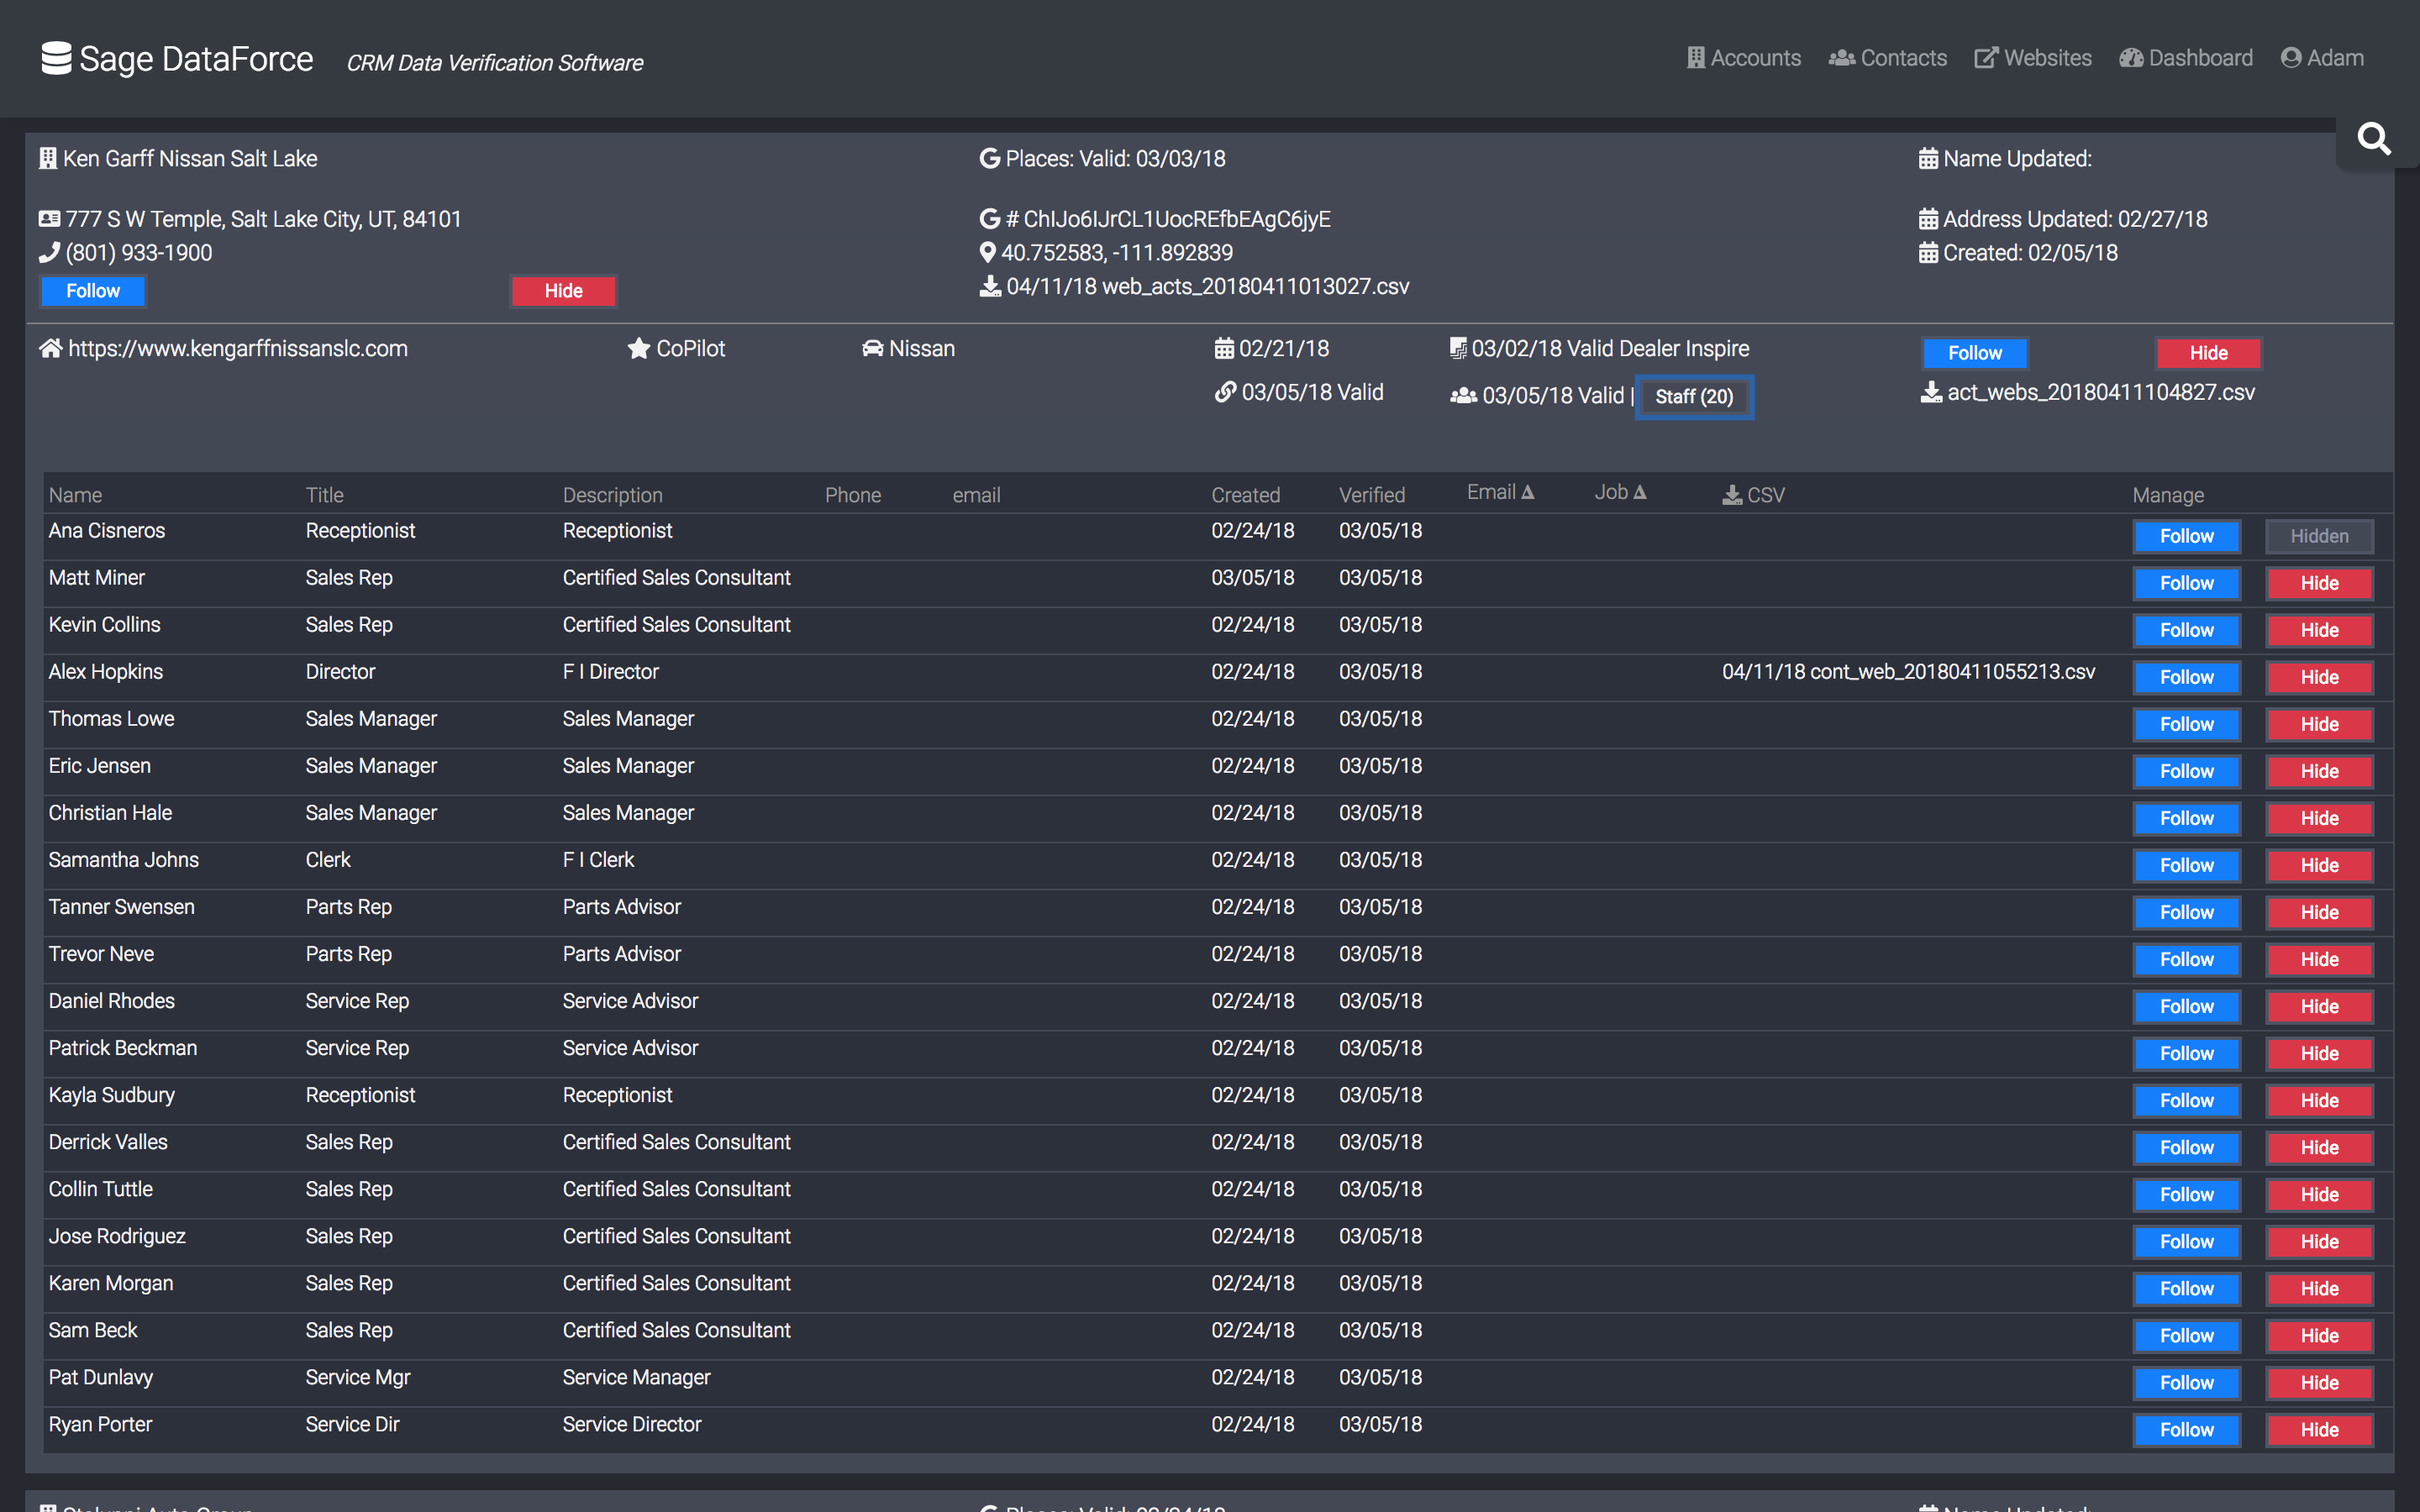 Sage DataForce CRM Data Verification Software Accounts Contacts Websites Dashboard Adam
Ken Garff Nissan Salt Lake Places: Valid: 03/03/18 Name Updated:
777 S W Temple, Salt Lake City, UT, 84101 # ChIJo6IJrCL1UocREfbEAgC6jyE Address Updated: 02/27/18
(801) 933-1900 40.752583, -111.892839 Created: 02/05/18
Follow Hide 04/11/18 web_acts_20180411013027.csv
https://www.kengarffnissanslc.com CoPilot Nissan 02/21/18 03/02/18 Valid Dealer Inspire Follow Hide
03/05/18 Valid 03/05/18 Valid | Staff (20) act_webs_20180411104827.csv
Name Title Description Phone email Created Verified Email Job CSV Manage
Ana Cisneros Receptionist Receptionist 02/24/18 03/05/18 Follow Hidden
Matt Miner Sales Rep Certified Sales Consultant 03/05/18 03/05/18 Follow Hide
Kevin Collins Sales Rep Certified Sales Consultant 02/24/18 03/05/18 Follow Hide
Alex Hopkins Director F I Director 02/24/18 03/05/18 04/11/18 cont_web_20180411055213.csv Follow Hide
Thomas Lowe Sales Manager Sales Manager 02/24/18 03/05/18 Follow Hide
Eric Jensen Sales Manager Sales Manager 02/24/18 03/05/18 Follow Hide
Christian Hale Sales Manager Sales Manager 02/24/18 03/05/18 Follow Hide
Samantha Johns Clerk F I Clerk 02/24/18 03/05/18 Follow Hide
Tanner Swensen Parts Rep Parts Advisor 02/24/18 03/05/18 Follow Hide
Trevor Neve Parts Rep Parts Advisor 02/24/18 03/05/18 Follow Hide
Daniel Rhodes Service Rep Service Advisor 02/24/18 03/05/18 Follow Hide
Patrick Beckman Service Rep Service Advisor 02/24/18 03/05/18 Follow Hide
Kayla Sudbury Receptionist Receptionist 02/24/18 03/05/18 Follow Hide
Derrick Valles Sales Rep Certified Sales Consultant 02/24/18 03/05/18 Follow Hide
Collin Tuttle Sales Rep Certified Sales Consultant 02/24/18 03/05/18 Follow Hide
Jose Rodriguez Sales Rep Certified Sales Consultant 02/24/18 03/05/18 Follow Hide
Karen Morgan Sales Rep Certified Sales Consultant 02/24/18 03/05/18 Follow Hide
Sam Beck Sales Rep Certified Sales Consultant 02/24/18 03/05/18 Follow Hide
Pat Dunlavy Service Mgr Service Manager 02/24/18 03/05/18 Follow Hide
Ryan Porter Service Dir Service Director 02/24/18 03/05/18 Follow Hide
Auto Group Places: Valid: Name Updated: